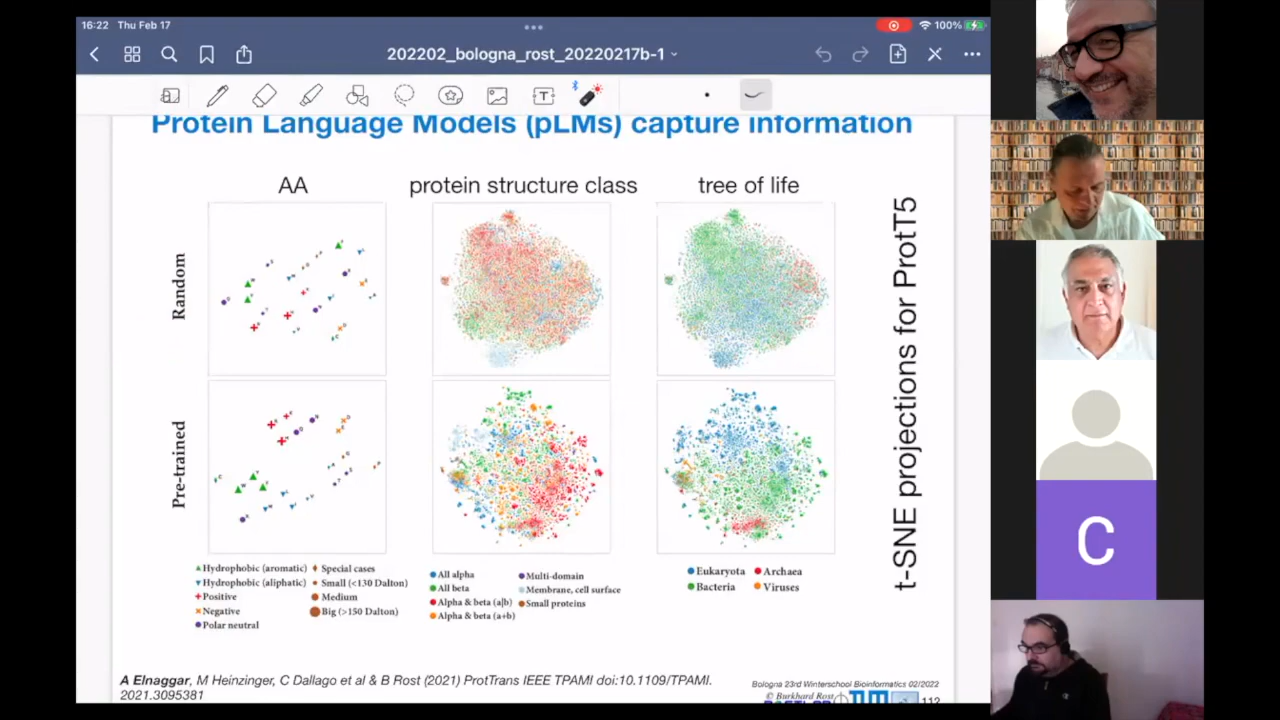 16:22 Thu Feb 17
100%
202202_bologna_rost_20220217b-1
T
Protein Language Models (pLMs) capture information
AA
protein structure class
tree of life
Random
Pre-trained
t-SNE projections for ProtT5
Hydrophobic (aromatic)
Hydrophobic (aliphatic)
Positive
Negative
Polar neutral
Special cases
Small (<130 Dalton)
Medium
Big (>150 Dalton)
All alpha
All beta
Alpha & beta (a|b)
Alpha & beta (a+b)
Multi-domain
Membrane, cell surface
Small proteins
Eukaryota
Bacteria
Archaea
Viruses
A Elnaggar, M Heinzinger, C Dallago et al & B Rost (2021) ProtTrans IEEE TPAMI doi:10.1109/TPAMI.
2021.3095381
Bologna 23rd Winterschool Bioinformatics 02/2022
© Burkhard Rost
112
C